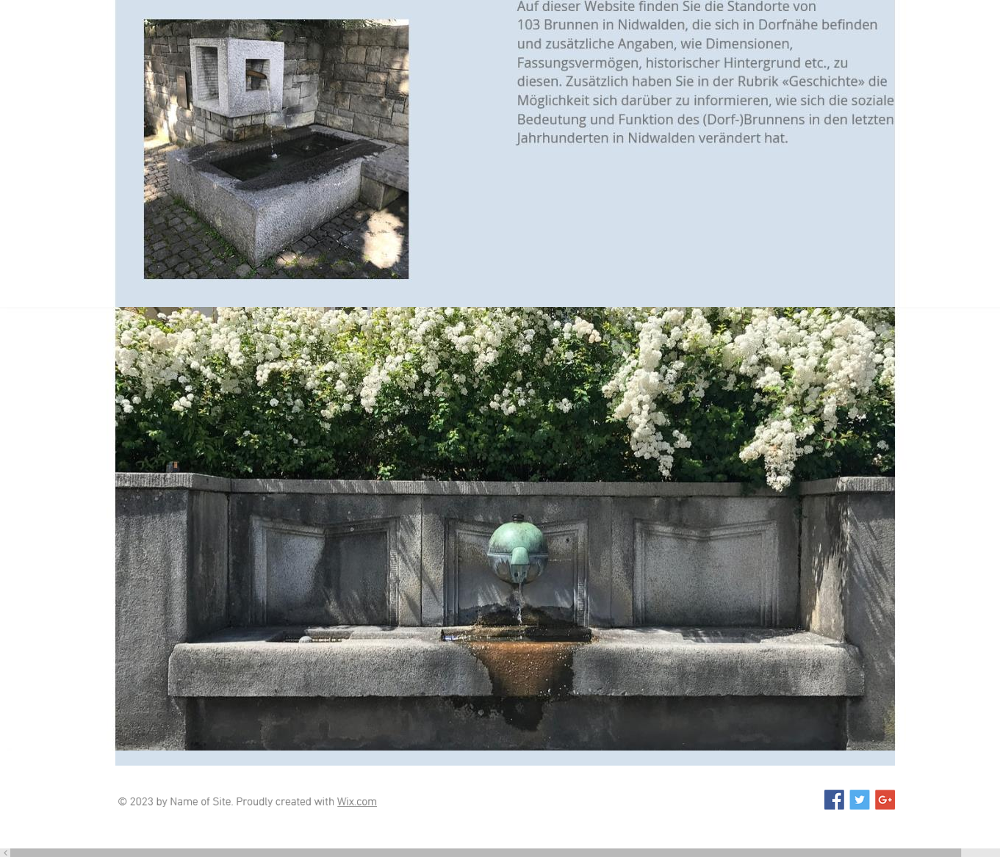 Auf dieser Website finden Sie die Standorte von
103 Brunnen in Nidwalden, die sich in Dorfnähe befinden
und zusätzliche Angaben, wie Dimensionen,
Fassungsvermögen, historischer Hintergrund etc., zu
diesen. Zusätzlich haben Sie in der Rubrik «Geschichte» die
Möglichkeit sich darüber zu informieren, wie sich die soziale
Bedeutung und Funktion des (Dorf-)Brunnens in den letzten
Jahrhunderten in Nidwalden verändert hat.
© 2023 by Name of Site. Proudly created with Wix.com